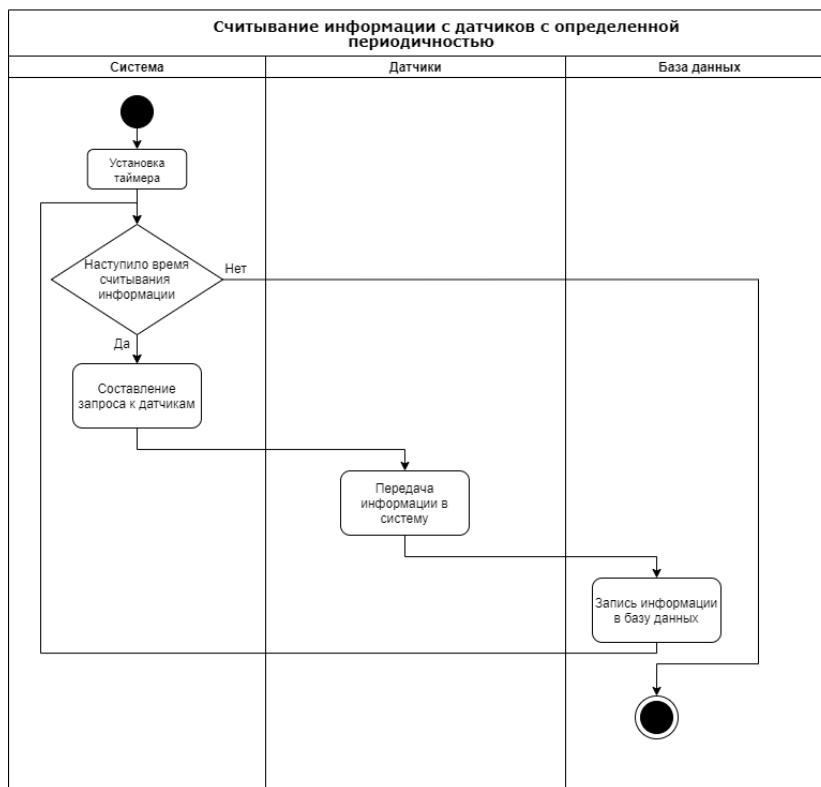 Считывание информации с датчиков с определенной
периодичностью
Система
Датчики
База данных
Установка
таймера
Наступило время
считывания
информации
Нет
Да
Составление
запроса к датчикам
Передача
информации в
систему
Запись информации
в базу данных